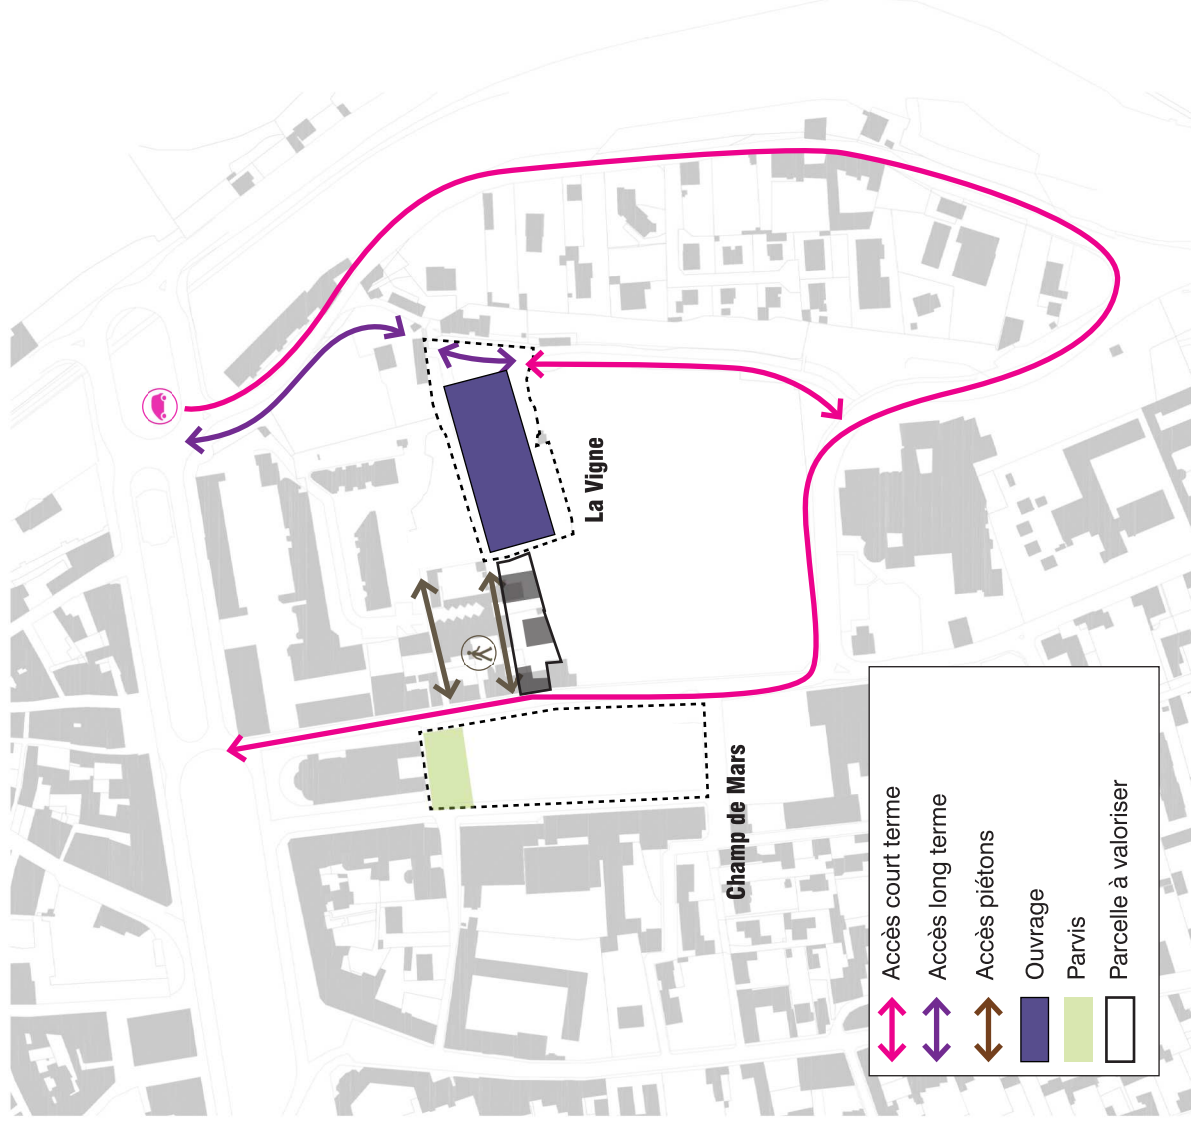 La Vigne
Champ de Mars
Accès court terme
Accès long terme
Accès piétons
Ouvrage
Parvis
Parcelle à valoriser